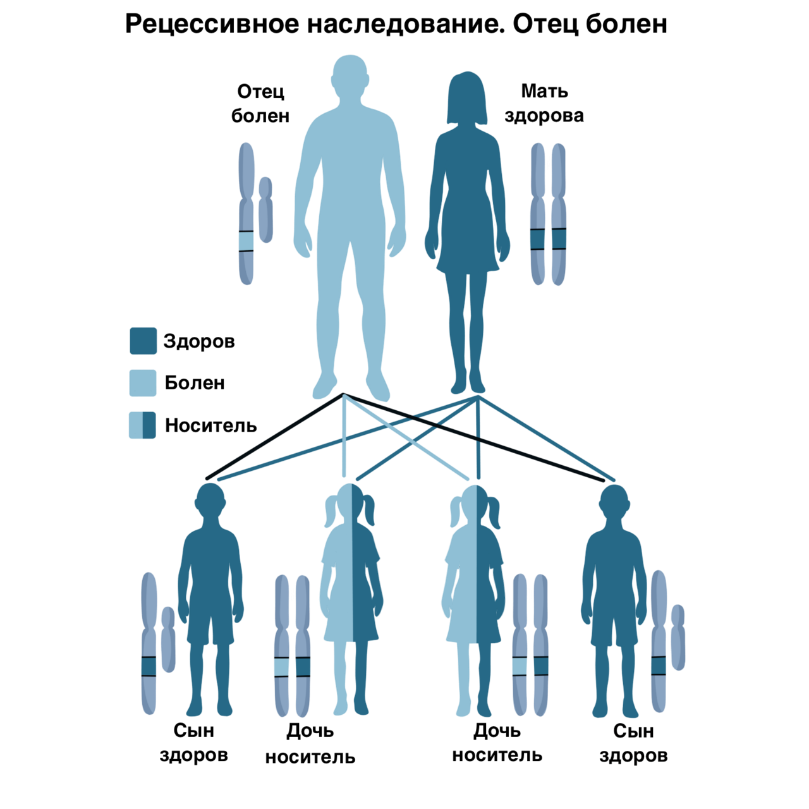 Рецессивное наследование. Отец болен
Отец
болен
Мать
здорова
Здоров
Болен
Носитель
Сын
здоров
Дочь
носитель
Дочь
носитель
Сын
здоров